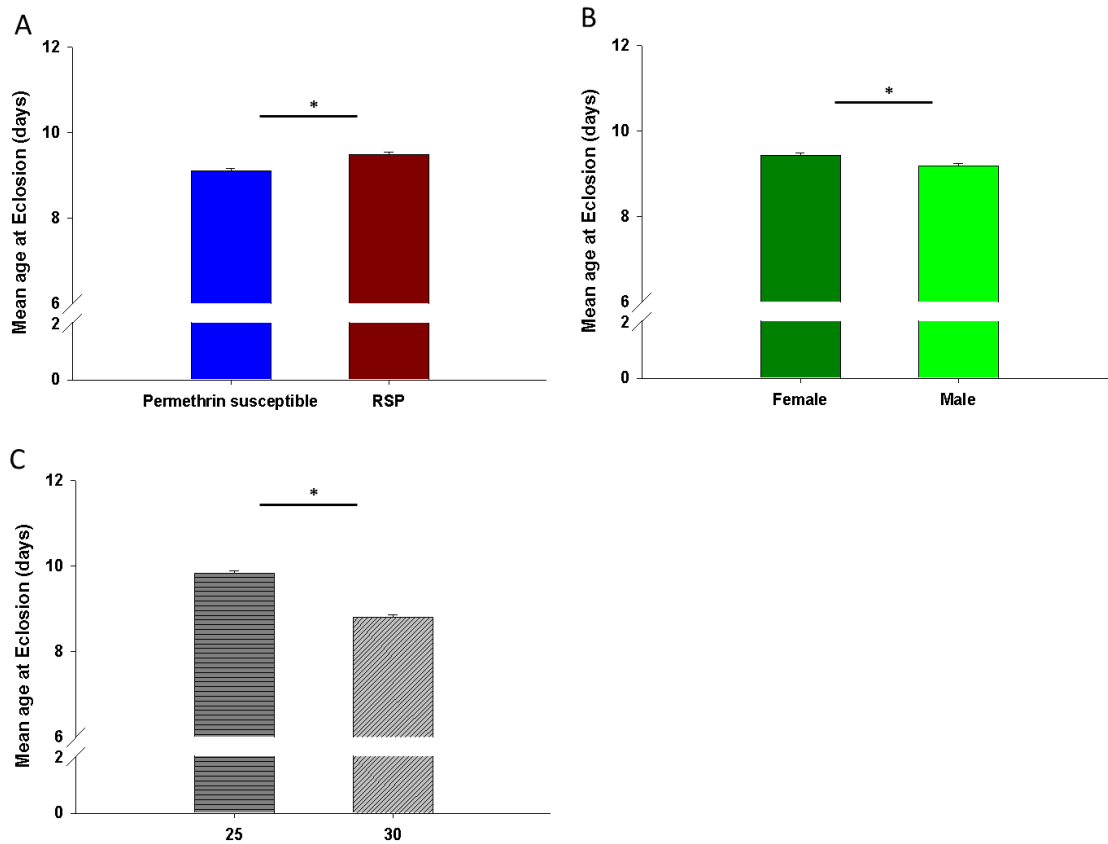 A
Mean age at Eclosion (days)
12
10
8
6
2
0
*
Permethrin susceptible RSP
B
Mean age at Eclosion (days)
12
10
8
6
2
0
*
Female Male
C
Mean age at Eclosion (days)
12
10
8
6
2
0
*
25 30